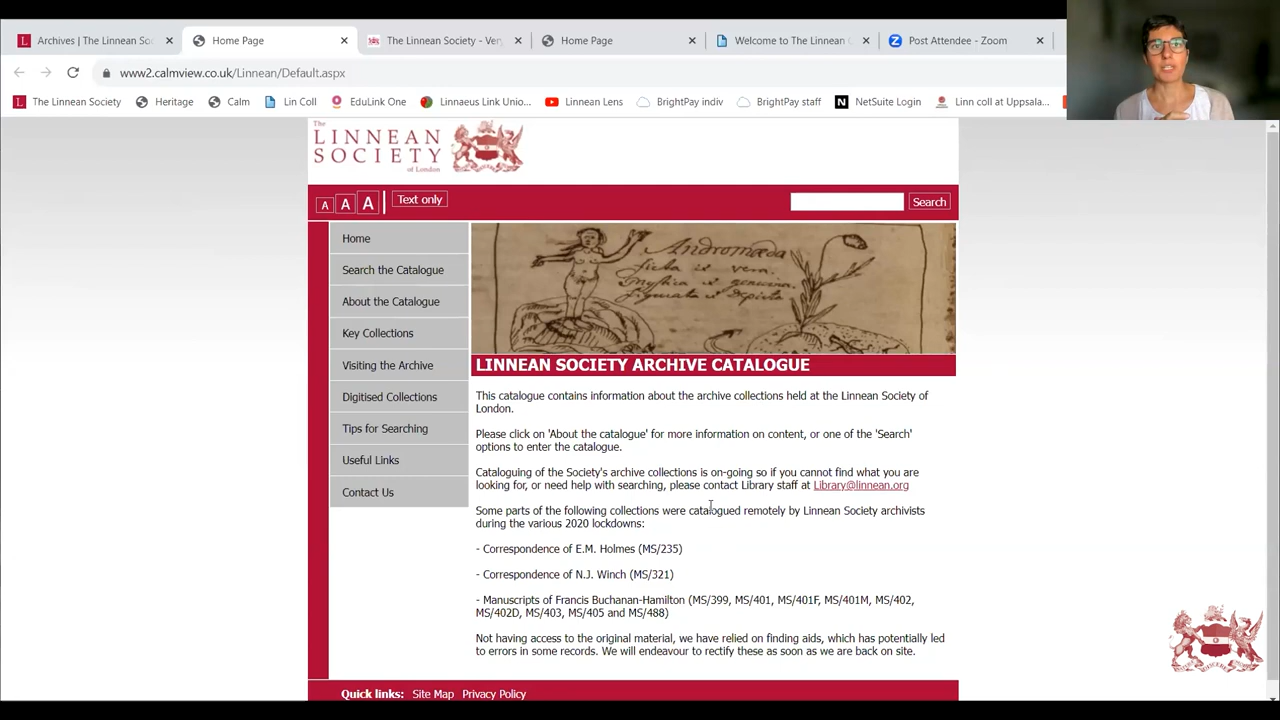 Archives | The Linnean Soc
Home Page
The Linnean Society - Ver
Home Page
Welcome to The Linnean C
Post Attendee - Zoom
www2.calmview.co.uk/Linnean/Default.aspx
The Linnean Society
Heritage
Calm
Lin Coll
EduLink One
Linnaeus Link Unio...
Linnean Lens
BrightPay indiv
BrightPay staff
NetSuite Login
Linn coll at Uppsala...
The
LINNEAN
SOCIETY
of London
A A A Text only
Search
Home
Search the Catalogue
About the Catalogue
Key Collections
Visiting the Archive
Digitised Collections
Tips for Searching
Useful Links
Contact Us
Andromeda
ficta et vera
mystica et genuina
figurata et depicta
LINNEAN SOCIETY ARCHIVE CATALOGUE
This catalogue contains information about the archive collections held at the Linnean Society of
London.
Please click on 'About the catalogue' for more information on content, or one of the 'Search'
options to enter the catalogue.
Cataloguing of the Society's archive collections is on-going so if you cannot find what you are
looking for, or need help with searching, please contact Library staff at Library@linnean.org
Some parts of the following collections were catalogued remotely by Linnean Society archivists
during the various 2020 lockdowns:
- Correspondence of E.M. Holmes (MS/235)
- Correspondence of N.J. Winch (MS/321)
- Manuscripts of Francis Buchanan-Hamilton (MS/399, MS/401, MS/401F, MS/401M, MS/402,
MS/402D, MS/403, MS/405 and MS/488)
Not having access to the original material, we have relied on finding aids, which has potentially led
to errors in some records. We will endeavour to rectify these as soon as we are back on site.
Quick links: Site Map Privacy Policy